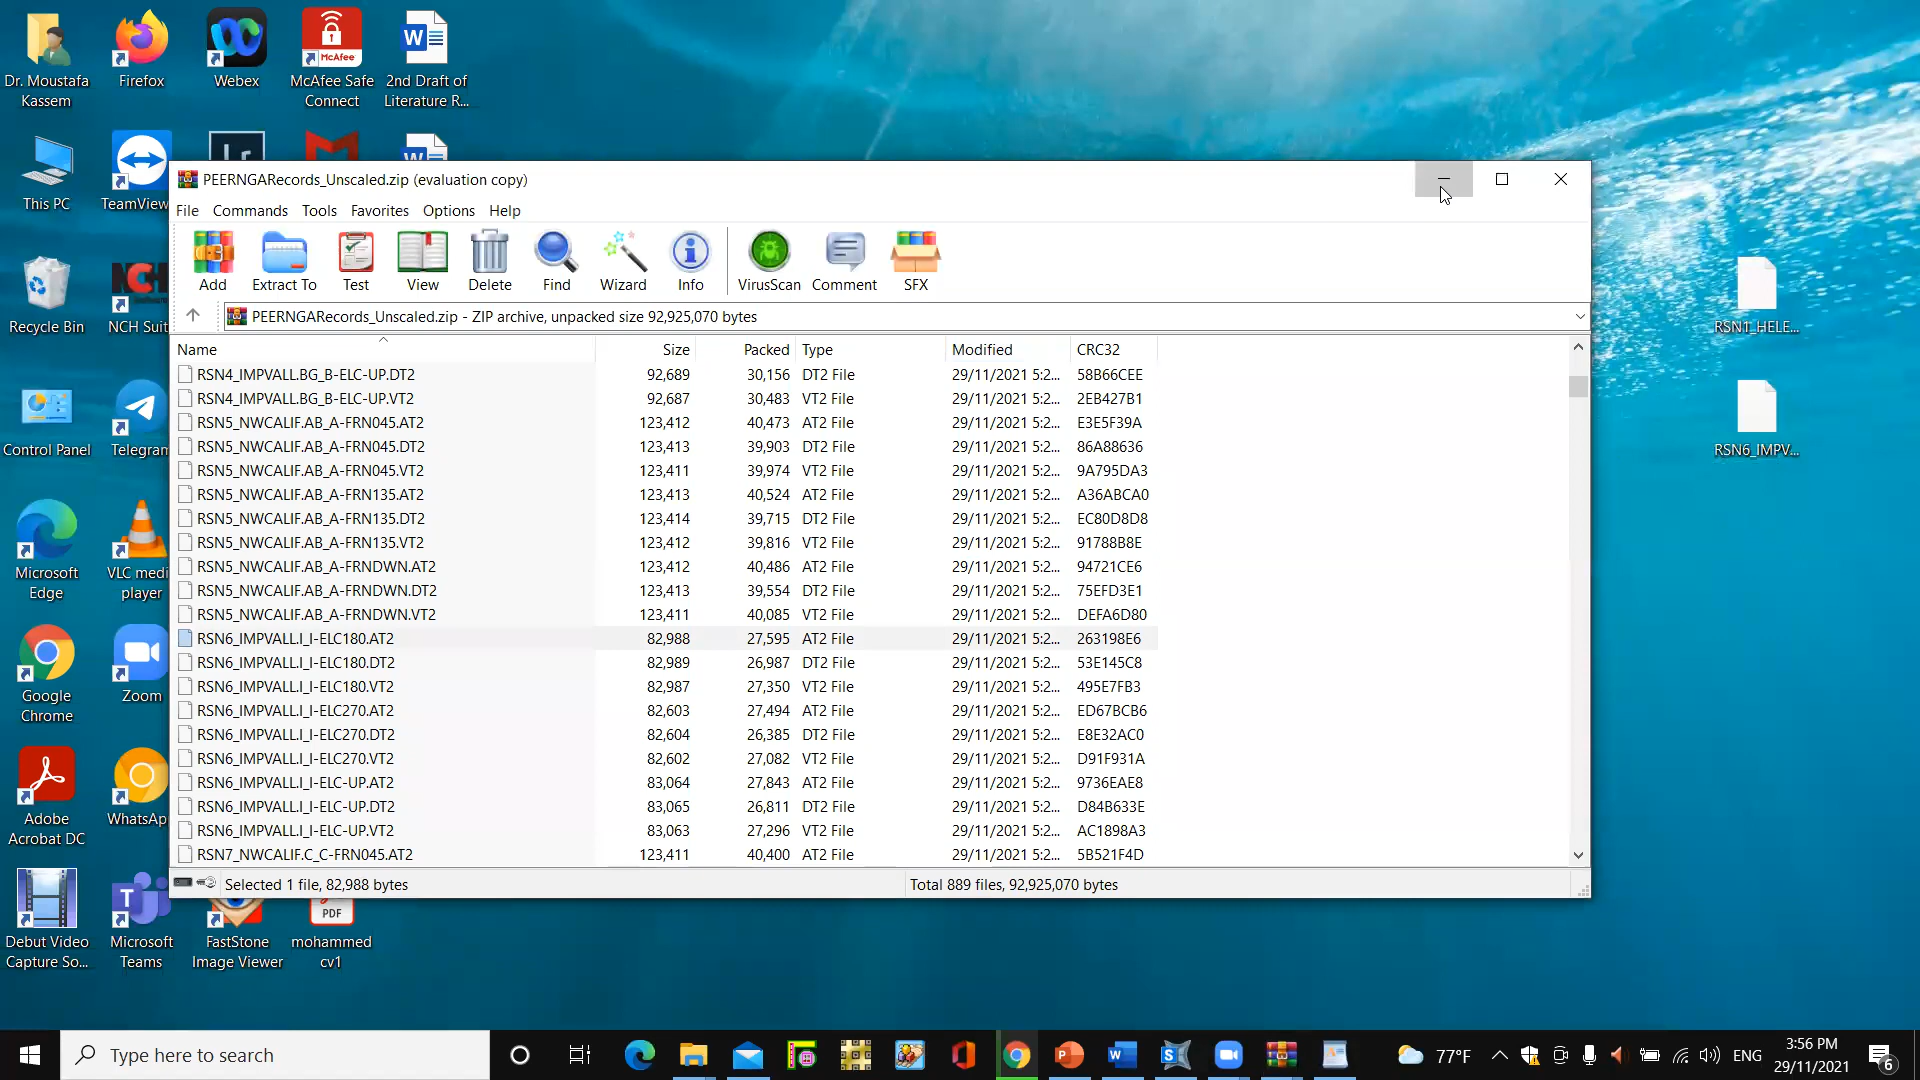 Dr. Moustafa
Kassem
Firefox
Webex
McAfee
McAfee Safe
Connect
2nd Draft of
Literature R...
This PC
TeamView
PEERNGARecords_Unscaled.zip (evaluation copy)
File Commands Tools Favorites Options Help
Add Extract To Test View Delete Find Wizard Info VirusScan Comment SFX
PEERNGARecords_Unscaled.zip - ZIP archive, unpacked size 92,925,070 bytes
Name Size Packed Type Modified CRC32
RSN4_IMPVALL.BG_B-ELC-UP.DT2 92,689 30,156 DT2 File 29/11/2021 5:2... 58B66CEE
RSN4_IMPVALL.BG_B-ELC-UP.VT2 92,687 30,483 VT2 File 29/11/2021 5:2... 2EB427B1
RSN5_NWCALIF.AB_A-FRN045.AT2 123,412 40,473 AT2 File 29/11/2021 5:2... E3E5F39A
RSN5_NWCALIF.AB_A-FRN045.DT2 123,413 39,903 DT2 File 29/11/2021 5:2... 86A88636
RSN5_NWCALIF.AB_A-FRN045.VT2 123,411 39,974 VT2 File 29/11/2021 5:2... 9A795DA3
RSN5_NWCALIF.AB_A-FRN135.AT2 123,413 40,524 AT2 File 29/11/2021 5:2... A36ABCA0
RSN5_NWCALIF.AB_A-FRN135.DT2 123,414 39,715 DT2 File 29/11/2021 5:2... EC80D8D8
RSN5_NWCALIF.AB_A-FRN135.VT2 123,412 39,816 VT2 File 29/11/2021 5:2... 91788B8E
RSN5_NWCALIF.AB_A-FRNDWN.AT2 123,412 40,486 AT2 File 29/11/2021 5:2... 94721CE6
RSN5_NWCALIF.AB_A-FRNDWN.DT2 123,413 39,554 DT2 File 29/11/2021 5:2... 75EFD3E1
RSN5_NWCALIF.AB_A-FRNDWN.VT2 123,411 40,085 VT2 File 29/11/2021 5:2... DEFA6D80
RSN6_IMPVALL.I_I-ELC180.AT2 82,988 27,595 AT2 File 29/11/2021 5:2... 263198E6
RSN6_IMPVALL.I_I-ELC180.DT2 82,989 26,987 DT2 File 29/11/2021 5:2... 53E145C8
RSN6_IMPVALL.I_I-ELC180.VT2 82,987 27,350 VT2 File 29/11/2021 5:2... 495E7FB3
RSN6_IMPVALL.I_I-ELC270.AT2 82,603 27,494 AT2 File 29/11/2021 5:2... ED67BCB6
RSN6_IMPVALL.I_I-ELC270.DT2 82,604 26,385 DT2 File 29/11/2021 5:2... E8E32AC0
RSN6_IMPVALL.I_I-ELC270.VT2 82,602 27,082 VT2 File 29/11/2021 5:2... D91F931A
RSN6_IMPVALL.I_I-ELC-UP.AT2 83,064 27,843 AT2 File 29/11/2021 5:2... 9736EAE8
RSN6_IMPVALL.I_I-ELC-UP.DT2 83,065 26,811 DT2 File 29/11/2021 5:2... D84B633E
RSN6_IMPVALL.I_I-ELC-UP.VT2 83,063 27,296 VT2 File 29/11/2021 5:2... AC1898A3
RSN7_NWCALIF.C_C-FRN045.AT2 123,411 40,400 AT2 File 29/11/2021 5:2... 5B521F4D
Selected 1 file, 82,988 bytes
Total 889 files, 92,925,070 bytes
RSN1_HELE...
RSN6_IMPV...
Recycle Bin
NCH
NCH Suit
Control Panel
Telegram
Microsoft
Edge
VLC medi
player
Google
Chrome
Zoom
Adobe
Acrobat DC
WhatsAp
Debut Video
Capture So...
Microsoft
Teams
FastStone
Image Viewer
PDF
mohammed
cv1
Type here to search
77°F
ENG
3:56 PM
29/11/2021
6